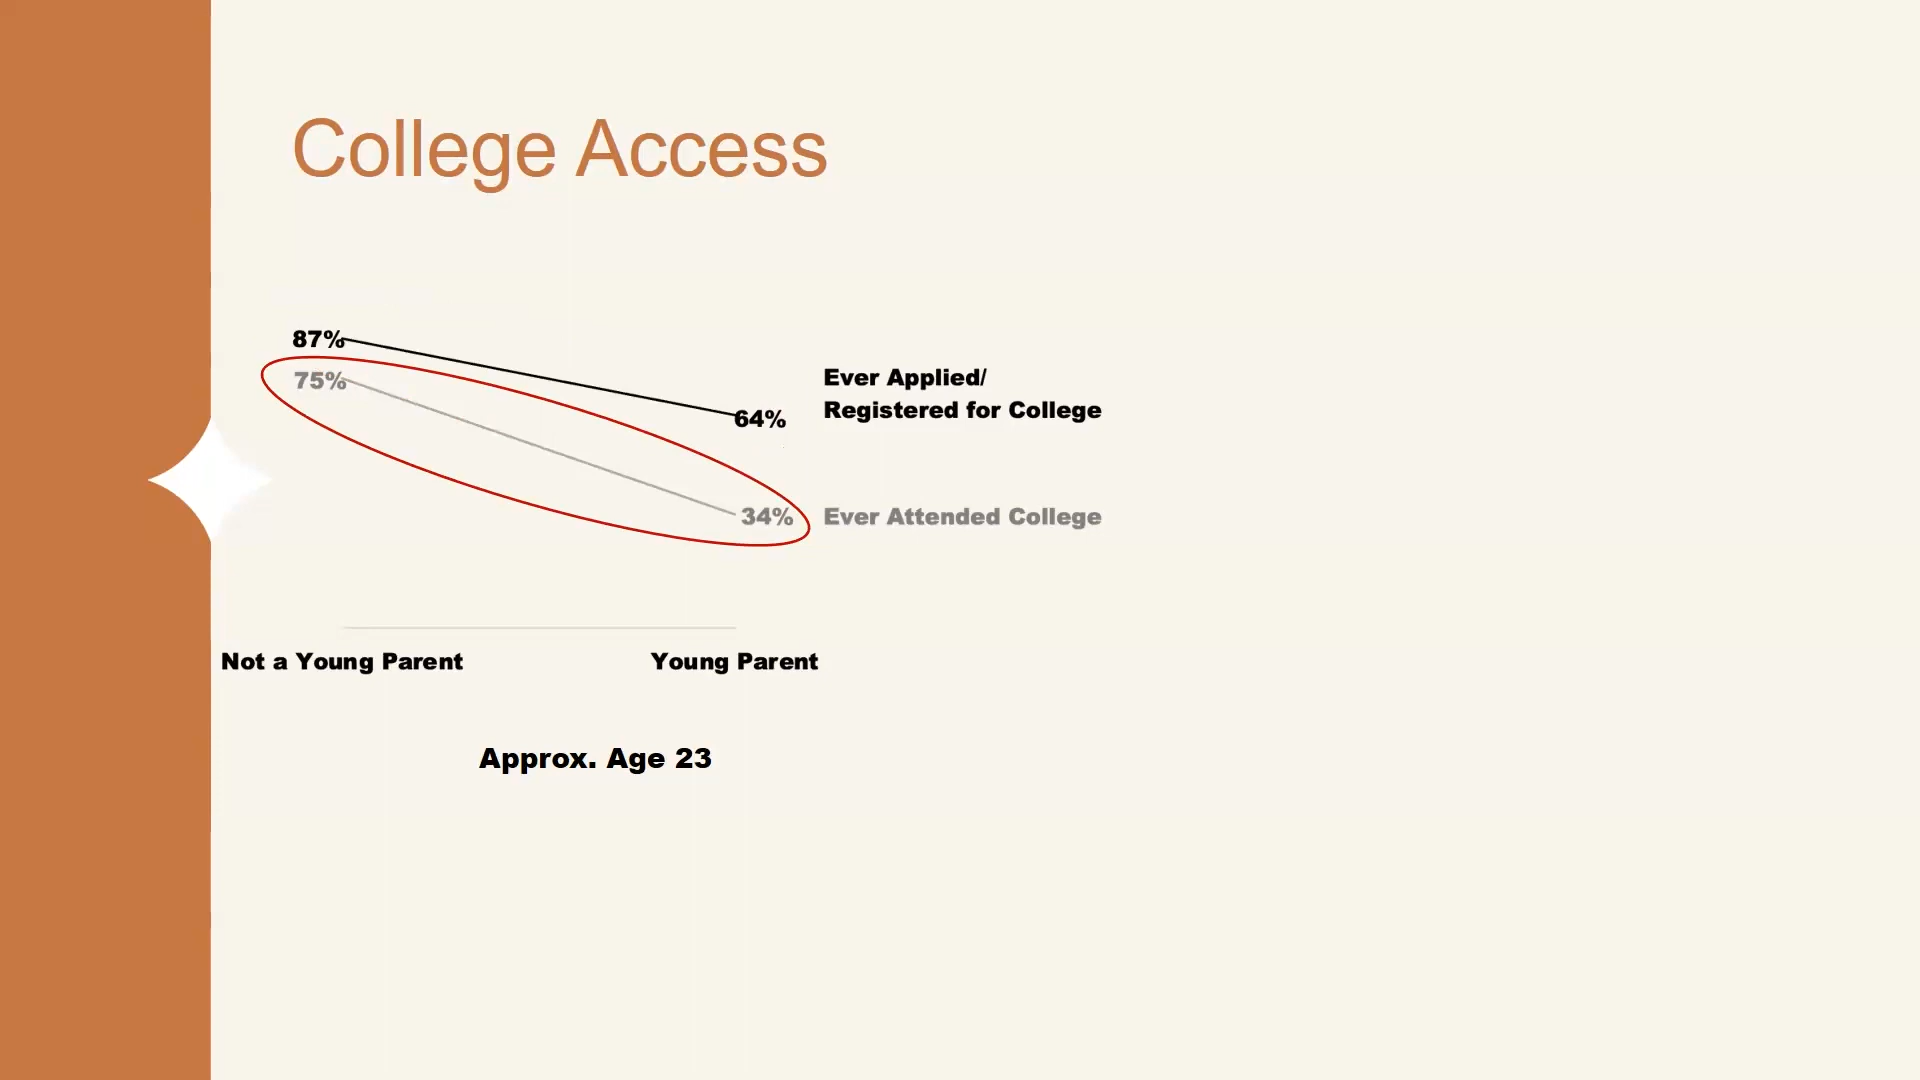 College Access
87%
75%
64%
Ever Applied/
Registered for College
34%
Ever Attended College
Not a Young Parent
Young Parent
Approx. Age 23